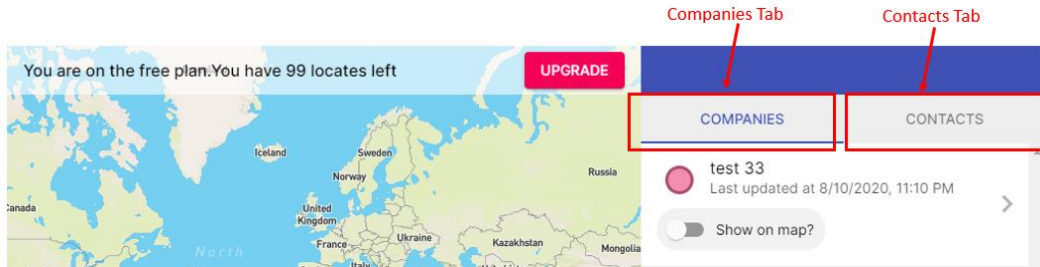 Companies Tab
Contacts Tab
You are on the free plan.You have 99 locates left
UPGRADE
COMPANIES
CONTACTS
test 33
Last updated at 8/10/2020, 11:10 PM
Show on map?
Iceland
Sweden
Norway
Russia
Canada
United
Kingdom
France
Ukraine
Kazakhstan
Mongolia
North
Italy